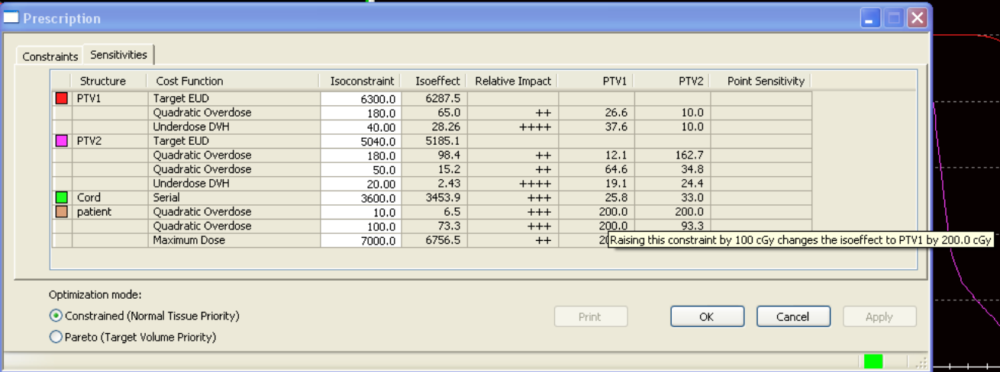 Prescription
Constraints Sensitivities
Structure Cost Function Isoconstraint Isoeffect Relative Impact PTV1 PTV2 Point Sensitivity
PTV1 Target EUD 6300.0 6287.5
Quadratic Overdose 180.0 65.0 ++ 26.6 10.0
Underdose DVH 40.00 28.26 ++++ 37.6 10.0
PTV2 Target EUD 5040.0 5185.1
Quadratic Overdose 180.0 98.4 ++ 12.1 162.7
Quadratic Overdose 50.0 15.2 ++ 64.6 34.8
Underdose DVH 20.00 2.43 ++++ 19.1 24.4
Cord Serial 3600.0 3453.9 +++ 25.8 33.0
patient Quadratic Overdose 10.0 6.5 +++ 200.0 200.0
Quadratic Overdose 100.0 73.3 +++ 200.0 93.3
Maximum Dose 7000.0 6756.5 ++ 20
Raising this constraint by 100 cGy changes the isoeffect to PTV1 by 200.0 cGy
Optimization mode:
Constrained (Normal Tissue Priority)
Pareto (Target Volume Priority)
Print OK Cancel Apply